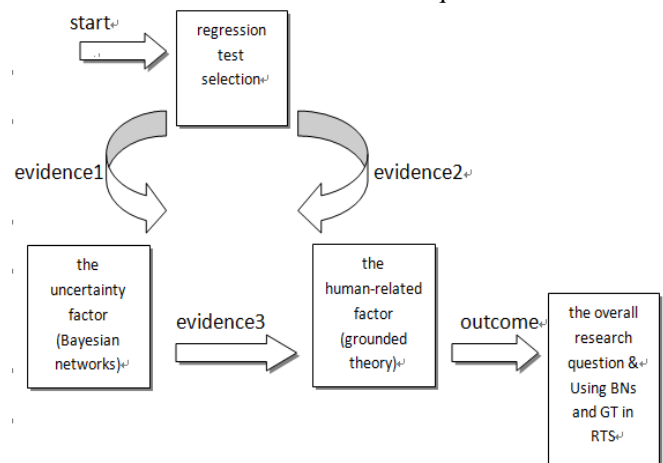 start
regression
test
selection
evidence1
evidence2
the
uncertainty
factor
(Bayesian
networks)
evidence3
the
human-related
factor
(grounded
theory)
outcome
the overall
research
question &
Using BNs
and GT in
RTS